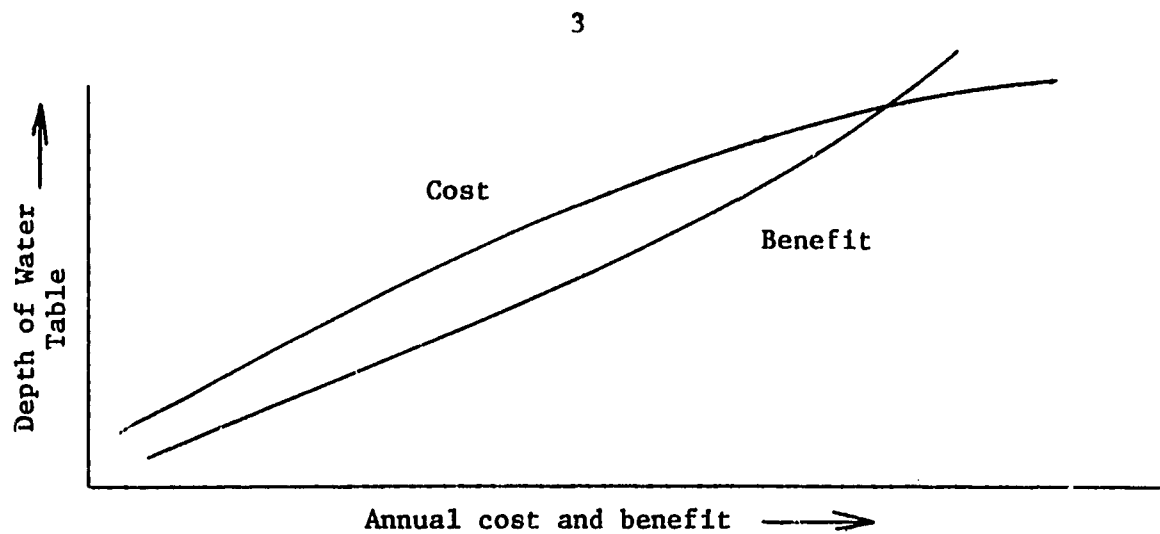 3
Cost
Benefit
Depth of Water
Table
Annual cost and benefit